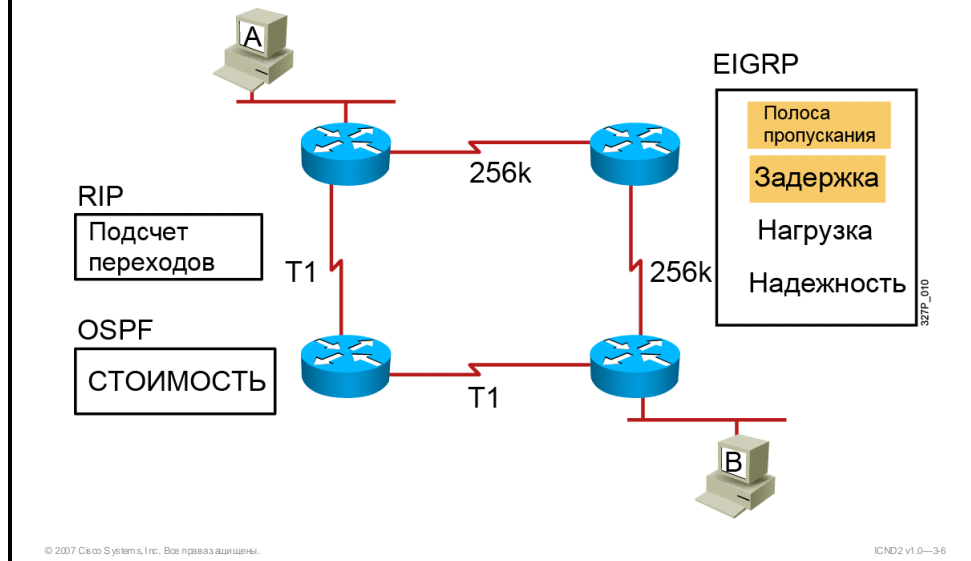 A
EIGRP
Полоса
пропускания
Задержка
Нагрузка
Надежность
256k
RIP
Подсчет
переходов
T1
256k
327P_010
OSPF
СТОИМОСТЬ
T1
B
© 2007 Cisco Systems, Inc. Все права защищены.
ICND2 v1.0—3-6